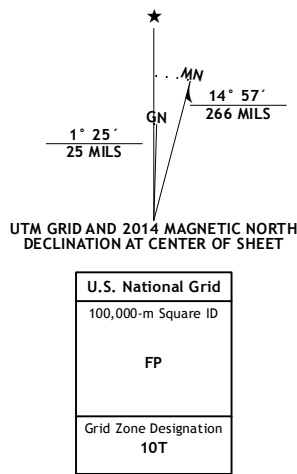 ★
MN
GN
14° 57´
266 MILS
1° 25´
25 MILS
UTM GRID AND 2014 MAGNETIC NORTH
DECLINATION AT CENTER OF SHEET
U.S. National Grid
100,000-m Square ID
FP
Grid Zone Designation
10T